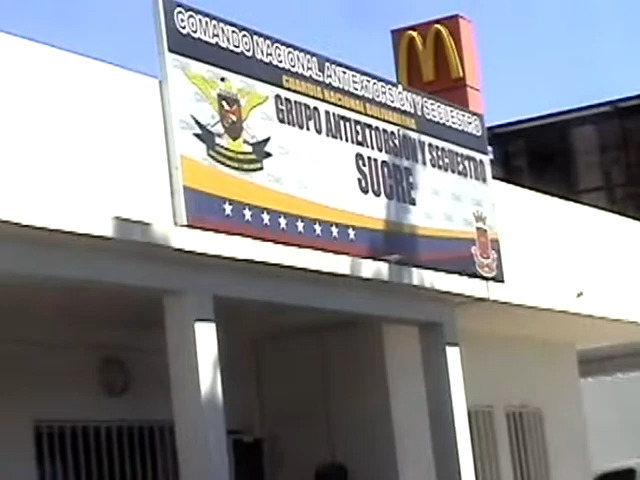 COMANDO NACIONAL ANTIEXTORSIÓN Y SECUESTRO
GUARDIA NACIONAL BOLIVARIANA
GRUPO ANTIEXTORSIÓN Y SECUESTRO
SUCRE